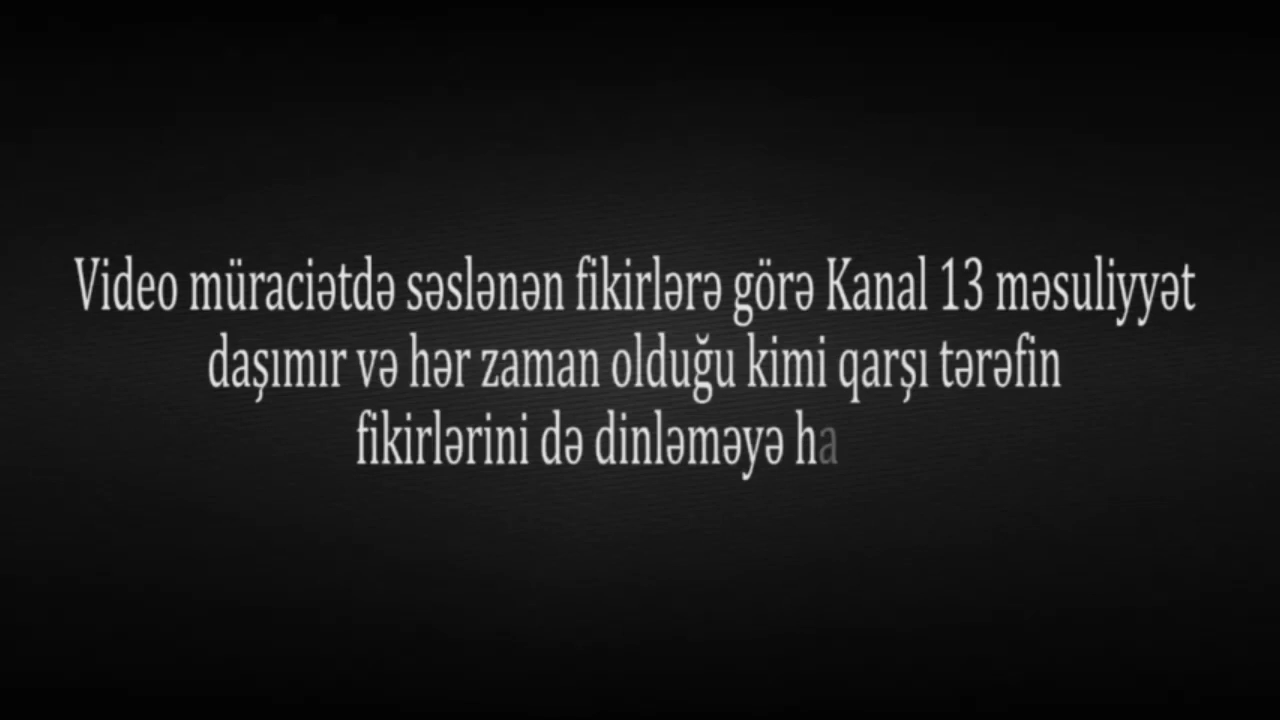 Video müraciətdə səslənən fikirlərə görə Kanal 13 məsuliyyət
daşımır və hər zaman olduğu kimi qarşı tərəfin
fikirlərini də dinləməyə ha